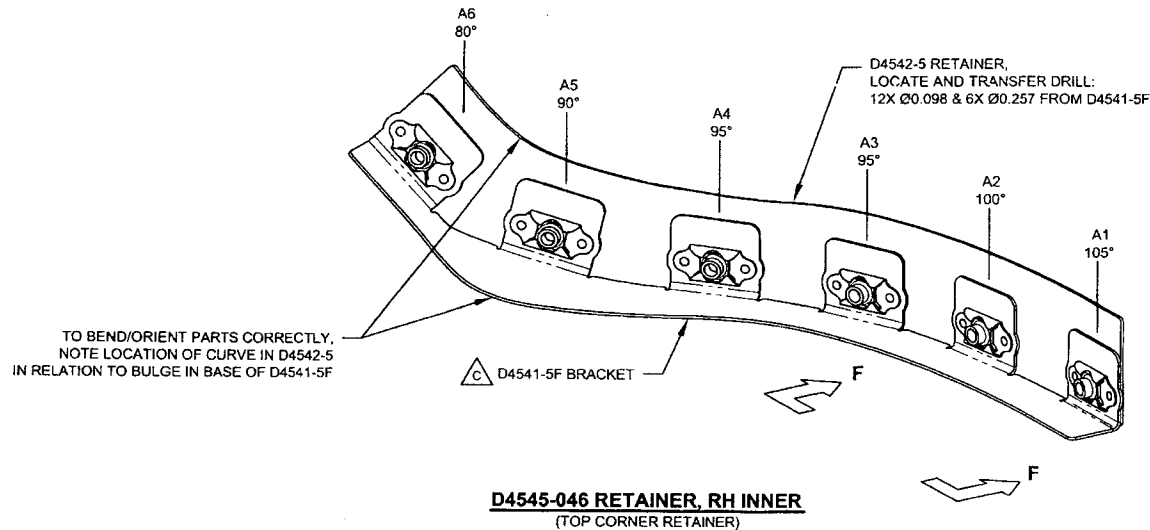 A6
80°
A5
90°
A4
95°
A3
95°
A2
100°
A1
105°
D4542-5 RETAINER,
LOCATE AND TRANSFER DRILL:
12X Ø0.098 & 6X Ø0.257 FROM D4541-5F
TO BEND/ORIENT PARTS CORRECTLY,
NOTE LOCATION OF CURVE IN D4542-5
IN RELATION TO BULGE IN BASE OF D4541-5F
C D4541-5F BRACKET
F
F
D4545-046 RETAINER, RH INNER
(TOP CORNER RETAINER)